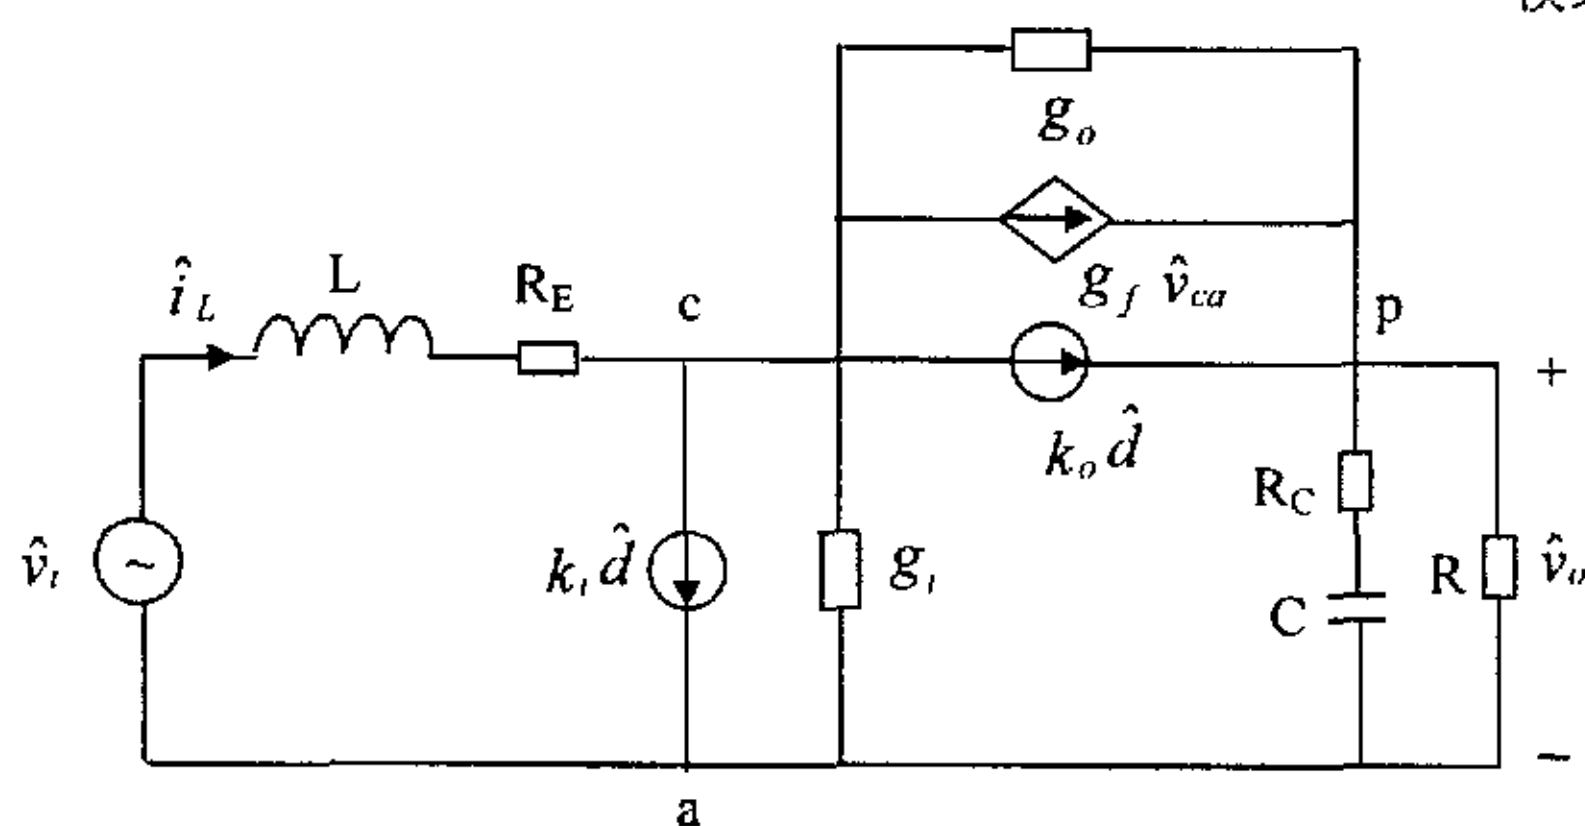 g_o
g_f v̂_ca
î_L
L
R_E
c
p
+
k_o d̂
v̂_i
~
k_i d̂
g_i
R_C
C
R
v̂_o
−
a